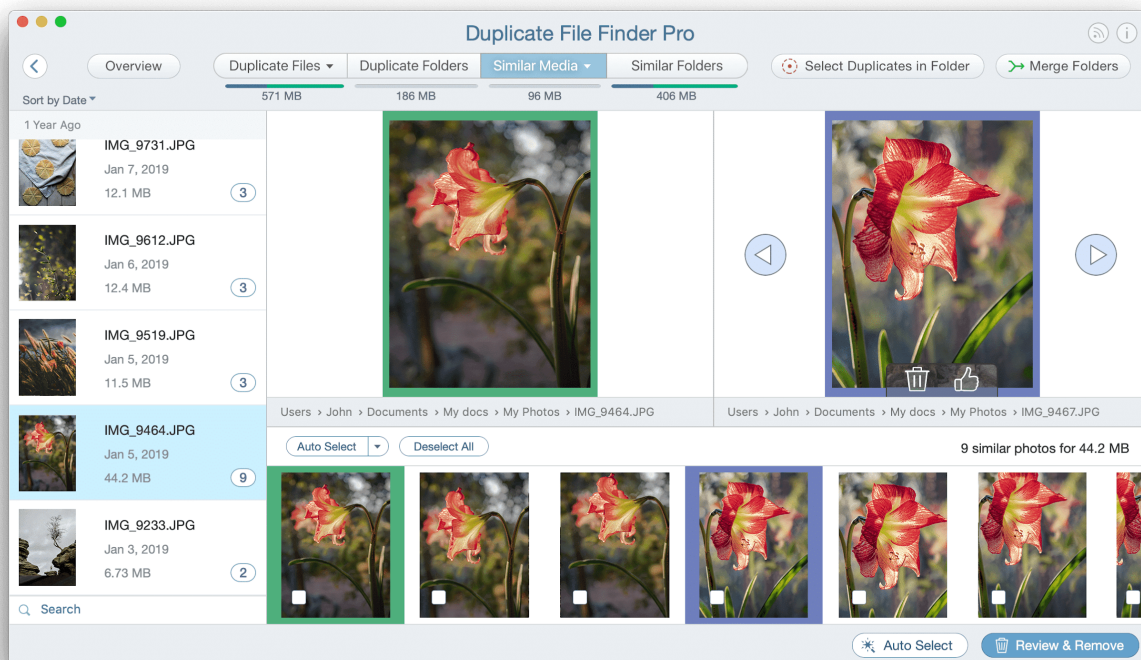 Duplicate File Finder Pro
Overview
Duplicate Files
Duplicate Folders
Similar Media
Similar Folders
Select Duplicates in Folder
Merge Folders
571 MB
186 MB
96 MB
406 MB
Sort by Date
1 Year Ago
IMG_9731.JPG
Jan 7, 2019
12.1 MB
3
IMG_9612.JPG
Jan 6, 2019
12.4 MB
3
IMG_9519.JPG
Jan 5, 2019
11.5 MB
3
IMG_9464.JPG
Jan 5, 2019
44.2 MB
9
IMG_9233.JPG
Jan 3, 2019
6.73 MB
2
Search
Users › John › Documents › My docs › My Photos › IMG_9464.JPG
Users › John › Documents › My docs › My Photos › IMG_9467.JPG
Auto Select
Deselect All
9 similar photos for 44.2 MB
Auto Select
Review & Remove